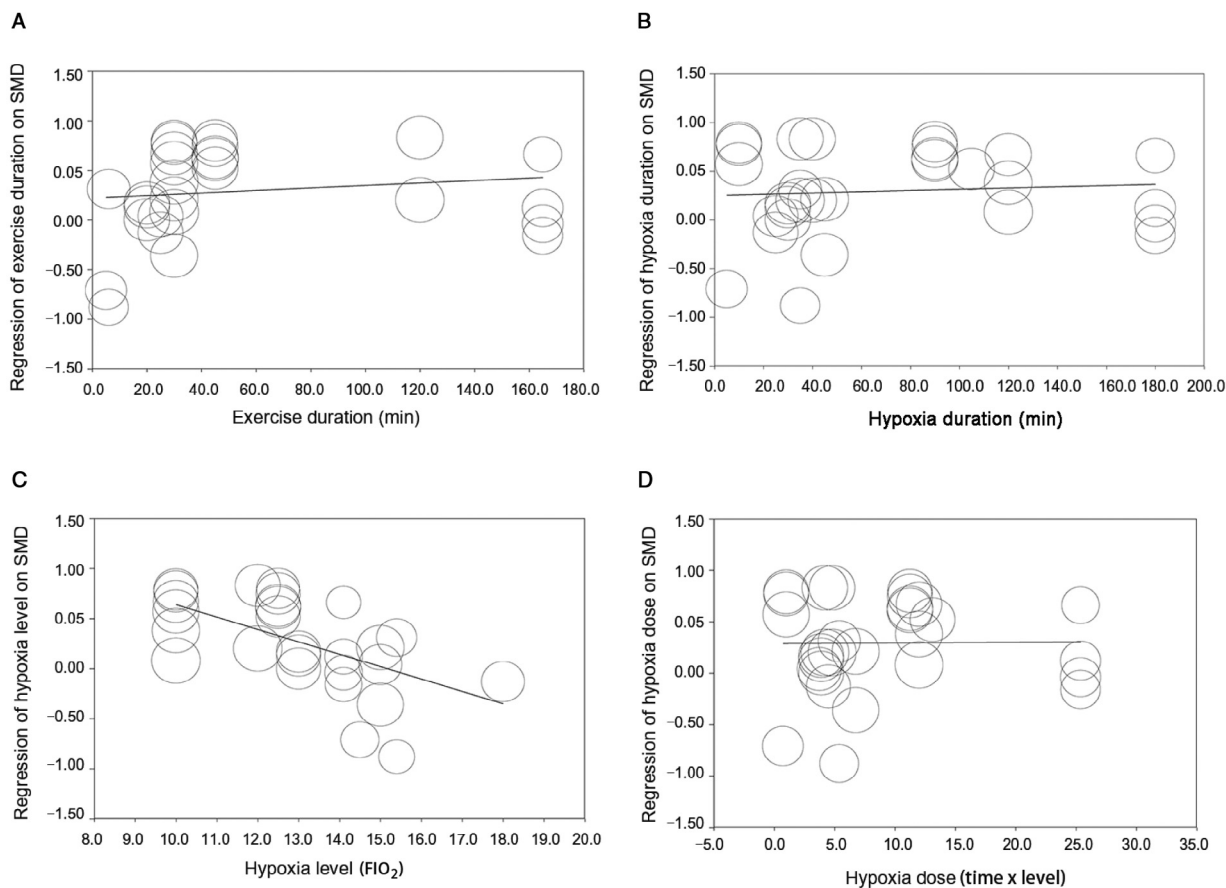 A
Regression of exercise duration on SMD
1.50
1.00
0.05
0.00
−0.50
−1.00
−1.50
0.0 20.0 40.0 60.0 80.0 100.0 120.0 140.0 160.0 180.0
Exercise duration (min)
B
Regression of hypoxia duration on SMD
1.50
1.00
0.05
0.00
−0.50
−1.00
−1.50
0.0 20.0 40.0 60.0 80.0 100.0 120.0 140.0 160.0 180.0 200.0
Hypoxia duration (min)
C
Regression of hypoxia level on SMD
1.50
1.00
0.05
0.00
−0.50
−1.00
−1.50
8.0 9.0 10.0 11.0 12.0 13.0 14.0 15.0 16.0 17.0 18.0 19.0 20.0
Hypoxia level (FIO₂)
D
Regression of hypoxia dose on SMD
1.50
1.00
0.05
0.00
−0.50
−1.00
−1.50
−5.0 0.0 5.0 10.0 15.0 20.0 25.0 30.0 35.0
Hypoxia dose (time x level)